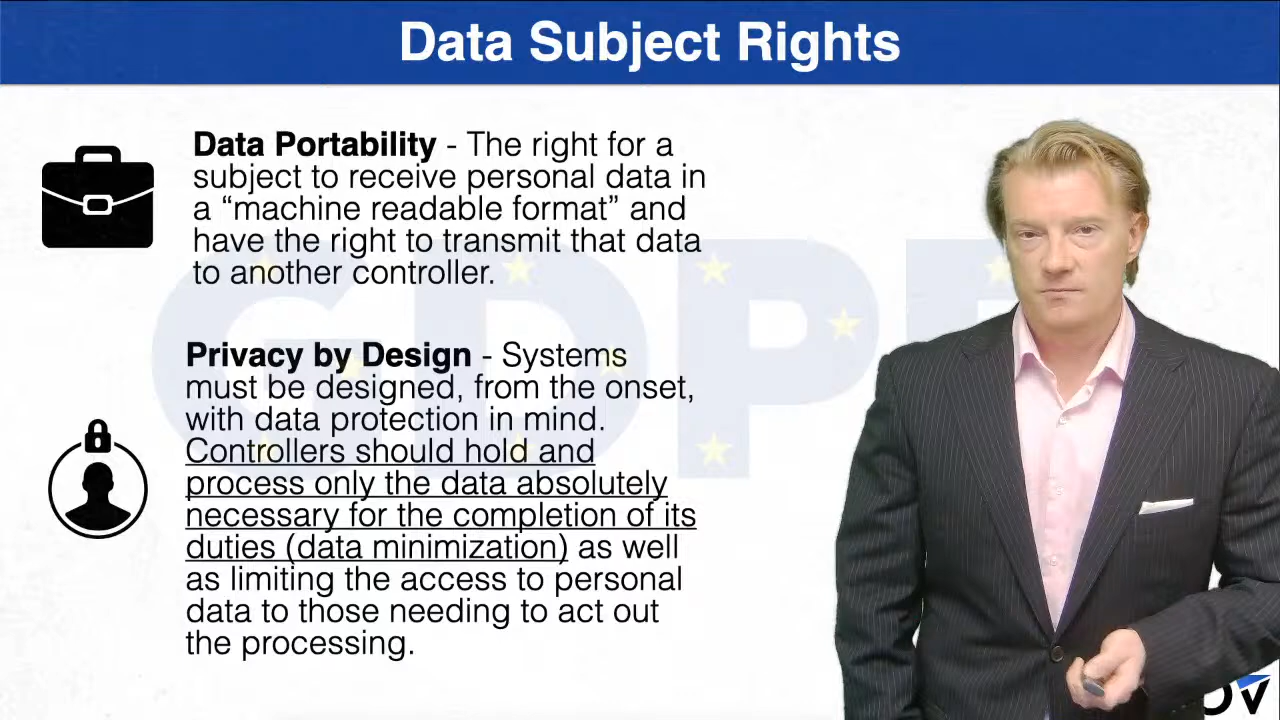 Data Subject Rights
Data Portability - The right for a
subject to receive personal data in
a “machine readable format” and
have the right to transmit that data
to another controller.
Privacy by Design - Systems
must be designed, from the onset,
with data protection in mind.
Controllers should hold and
process only the data absolutely
necessary for the completion of its
duties (data minimization) as well
as limiting the access to personal
data to those needing to act out
the processing.